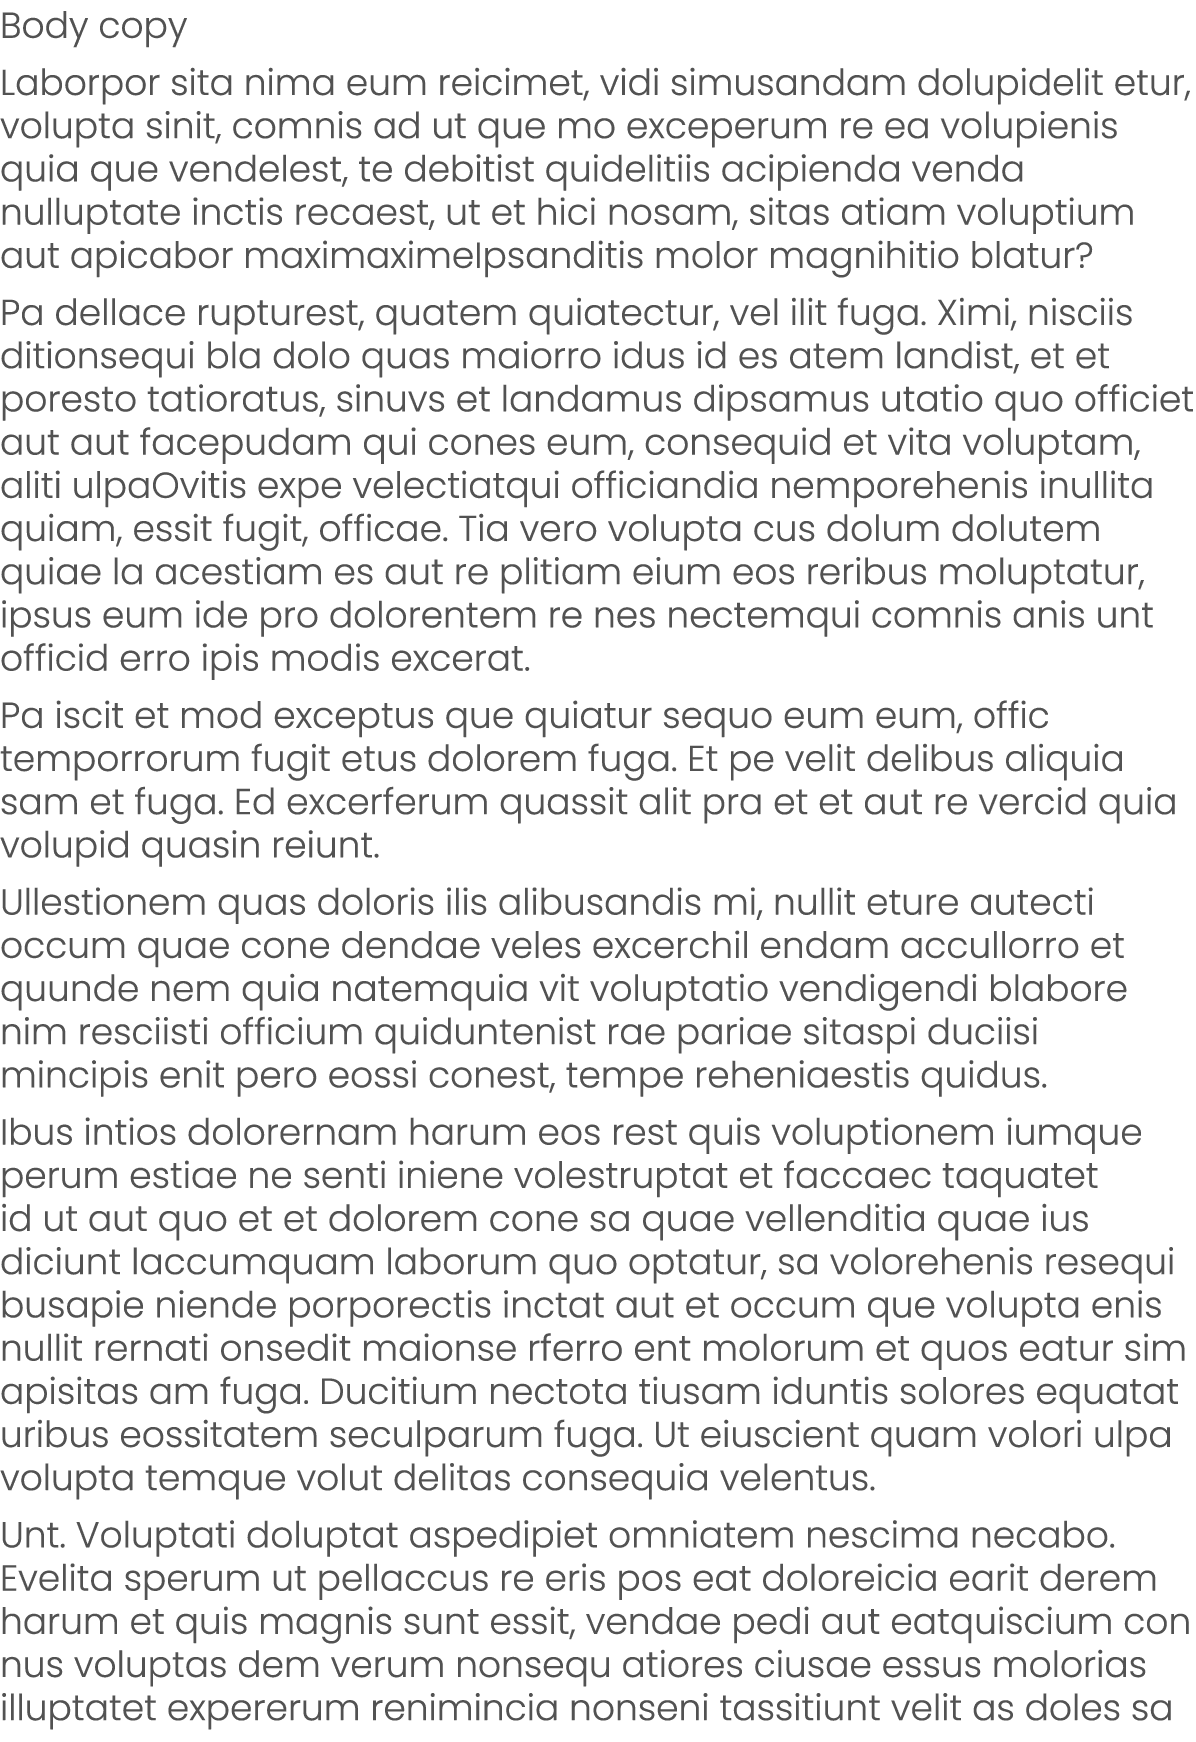 Body copy
Laborpor sita nima eum reicimet, vidi simusandam dolupidelit etur,
volupta sinit, comnis ad ut que mo exceperum re ea volupienis
quia que vendelest, te debitist quidelitiis acipienda venda
nulluptate inctis recaest, ut et hici nosam, sitas atiam voluptium
aut apicabor maximaximeIpsanditis molor magnihitio blatur?
Pa dellace rupturest, quatem quiatectur, vel ilit fuga. Ximi, nisciis
ditionsequi bla dolo quas maiorro idus id es atem landist, et et
poresto tatioratus, sinuvs et landamus dipsamus utatio quo officiet
aut aut facepudam qui cones eum, consequid et vita voluptam,
aliti ulpaOvitis expe velectiatqui officiandia nemporehenis inullita
quiam, essit fugit, officae. Tia vero volupta cus dolum dolutem
quiae la acestiam es aut re plitiam eium eos reribus moluptatur,
ipsus eum ide pro dolorentem re nes nectemqui comnis anis unt
officid erro ipis modis excerat.
Pa iscit et mod exceptus que quiatur sequo eum eum, offic
temporrorum fugit etus dolorem fuga. Et pe velit delibus aliquia
sam et fuga. Ed excerferum quassit alit pra et et aut re vercid quia
volupid quasin reiunt.
Ullestionem quas doloris ilis alibusandis mi, nullit eture autecti
occum quae cone dendae veles excerchil endam accullorro et
quunde nem quia natemquia vit voluptatio vendigendi blabore
nim resciisti officium quiduntenist rae pariae sitaspi duciisi
mincipis enit pero eossi conest, tempe reheniaestis quidus.
Ibus intios dolorernam harum eos rest quis voluptionem iumque
perum estiae ne senti iniene volestruptat et faccaec taquatet
id ut aut quo et et dolorem cone sa quae vellenditia quae ius
diciunt laccumquam laborum quo optatur, sa volorehenis resequi
busapie niende porporectis inctat aut et occum que volupta enis
nullit rernati onsedit maionse rferro ent molorum et quos eatur sim
apisitas am fuga. Ducitium nectota tiusam iduntis solores equatat
uribus eossitatem seculparum fuga. Ut eiuscient quam volori ulpa
volupta temque volut delitas consequia velentus.
Unt. Voluptati doluptat aspedipiet omniatem nescima necabo.
Evelita sperum ut pellaccus re eris pos eat doloreicia earit derem
harum et quis magnis sunt essit, vendae pedi aut eatquiscium con
nus voluptas dem verum nonsequ atiores ciusae essus molorias
illuptatet expererum renimincia nonseni tassitiunt velit as doles sa